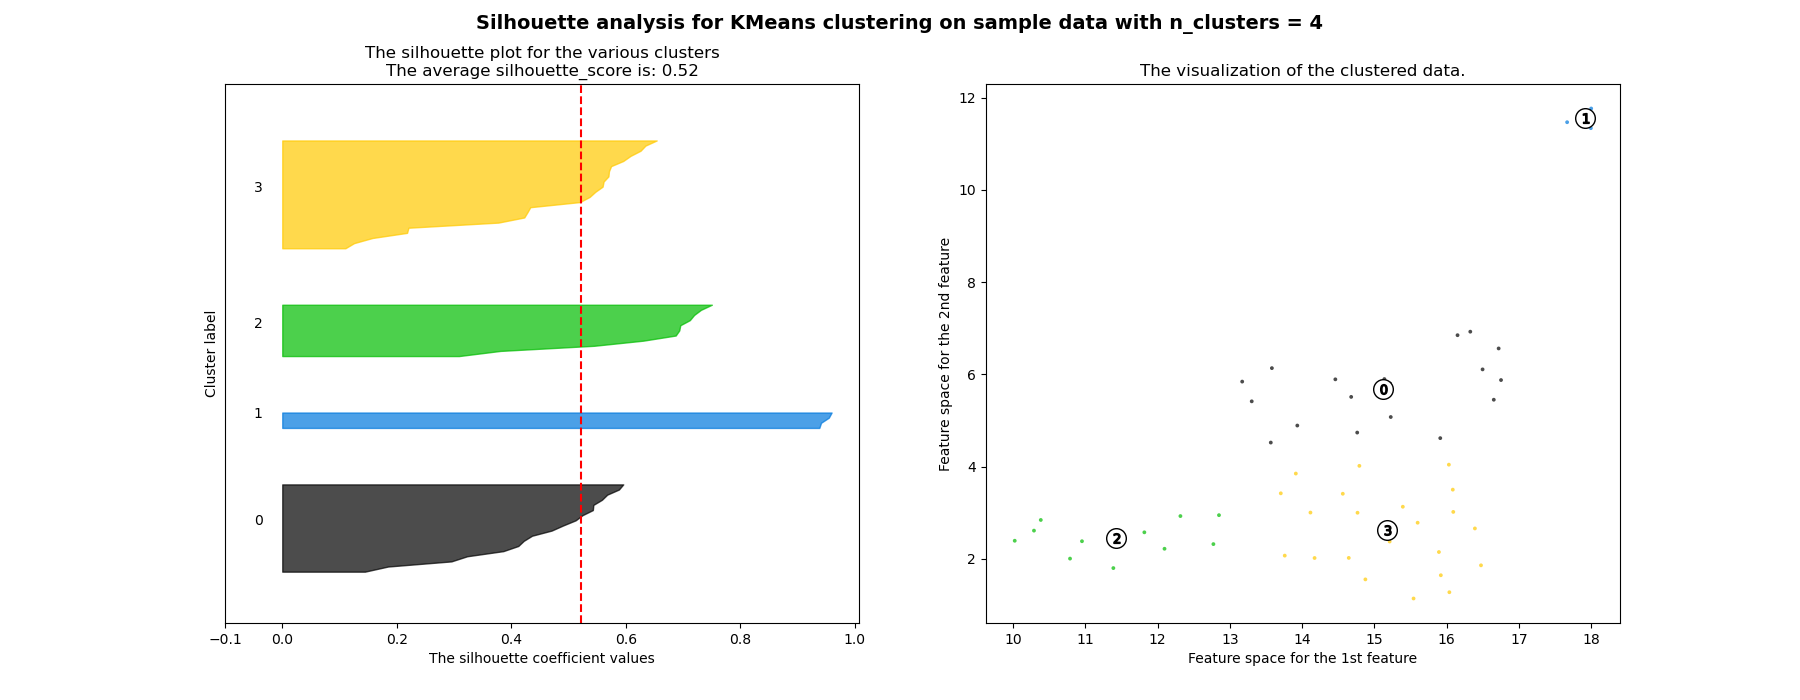 Silhouette analysis for KMeans clustering on sample data with n_clusters = 4
The silhouette plot for the various clusters
The average silhouette_score is: 0.52
Cluster label
3
2
1
0
−0.1 0.0 0.2 0.4 0.6 0.8 1.0
The silhouette coefficient values
The visualization of the clustered data.
Feature space for the 2nd feature
12
10
8
6
4
2
1
0
2
3
10 11 12 13 14 15 16 17 18
Feature space for the 1st feature